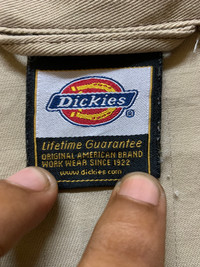 Dickies®
Lifetime Guarantee
ORIGINAL AMERICAN BRAND
WORK WEAR SINCE 1922
www.dickies.com